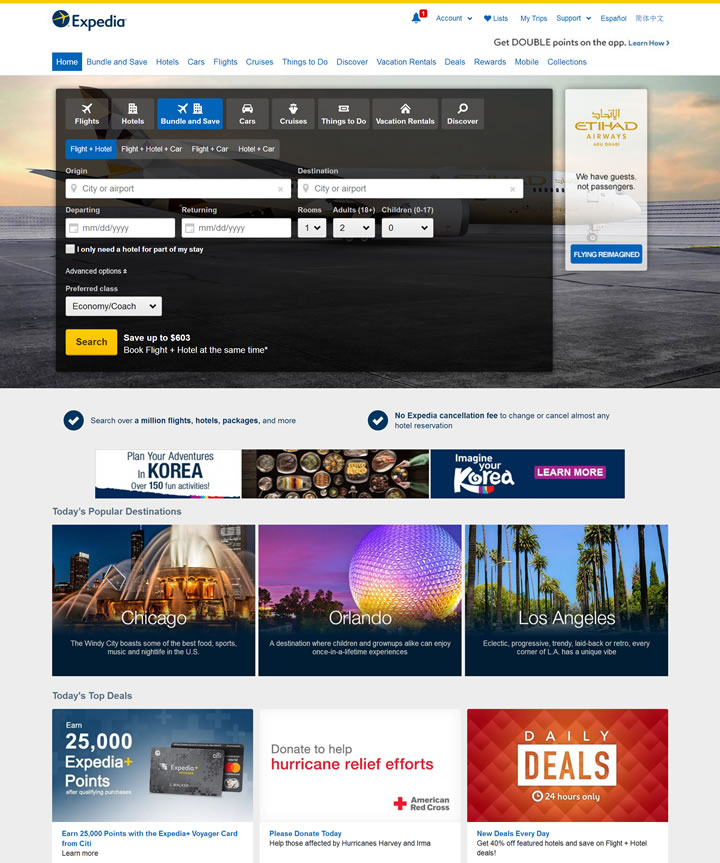 Expedia
1
Account
Lists
My Trips
Support
Español
简体中文
Get DOUBLE points on the app. Learn How
Home
Bundle and Save
Hotels
Cars
Flights
Cruises
Things to Do
Discover
Vacation Rentals
Deals
Rewards
Mobile
Collections
Flights
Hotels
Bundle and Save
Cars
Cruises
Things to Do
Vacation Rentals
Discover
Flight + Hotel
Flight + Hotel + Car
Flight + Car
Hotel + Car
Origin
City or airport
Destination
City or airport
Departing
mm/dd/yyyy
Returning
mm/dd/yyyy
Rooms
1
Adults (18+)
2
Children (0-17)
0
I only need a hotel for part of my stay
Advanced options
Preferred class
Economy/Coach
Search
Save up to $603
Book Flight + Hotel at the same time*
الإتحاد
ETIHAD
AIRWAYS
ABU DHABI
We have guests.
not passengers.
FLYING REIMAGINED
Search over a million flights, hotels, packages, and more
No Expedia cancellation fee to change or cancel almost any
hotel reservation
Plan Your Adventures
In KOREA
Over 150 fun activities!
Imagine
your
Korea
LEARN MORE
Today's Popular Destinations
Chicago
The Windy City boasts some of the best food, sports,
music and nightlife in the U.S.
Orlando
A destination where children and grownups alike can enjoy
once-in-a-lifetime experiences
Los Angeles
Eclectic, progressive, trendy, laid-back or retro, every
corner of L.A. has a unique vibe
Today's Top Deals
Earn
25,000
Expedia+
Points
after qualifying purchases
citi
Expedia+
VOYAGER
L WALKER
Donate to help
hurricane relief efforts
American
Red Cross
DAILY
DEALS
24 hours only
Earn 25,000 Points with the Expedia+ Voyager Card
from Citi
Learn more
Please Donate Today
Help those affected by Hurricanes Harvey and Irma
New Deals Every Day
Get 40% off featured hotels and save on Flight + Hotel
deals!